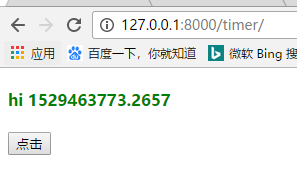 127.0.0.1:8000/timer/
应用 百度一下，你就知道 微软 Bing 搜
hi 1529463773.2657
点击